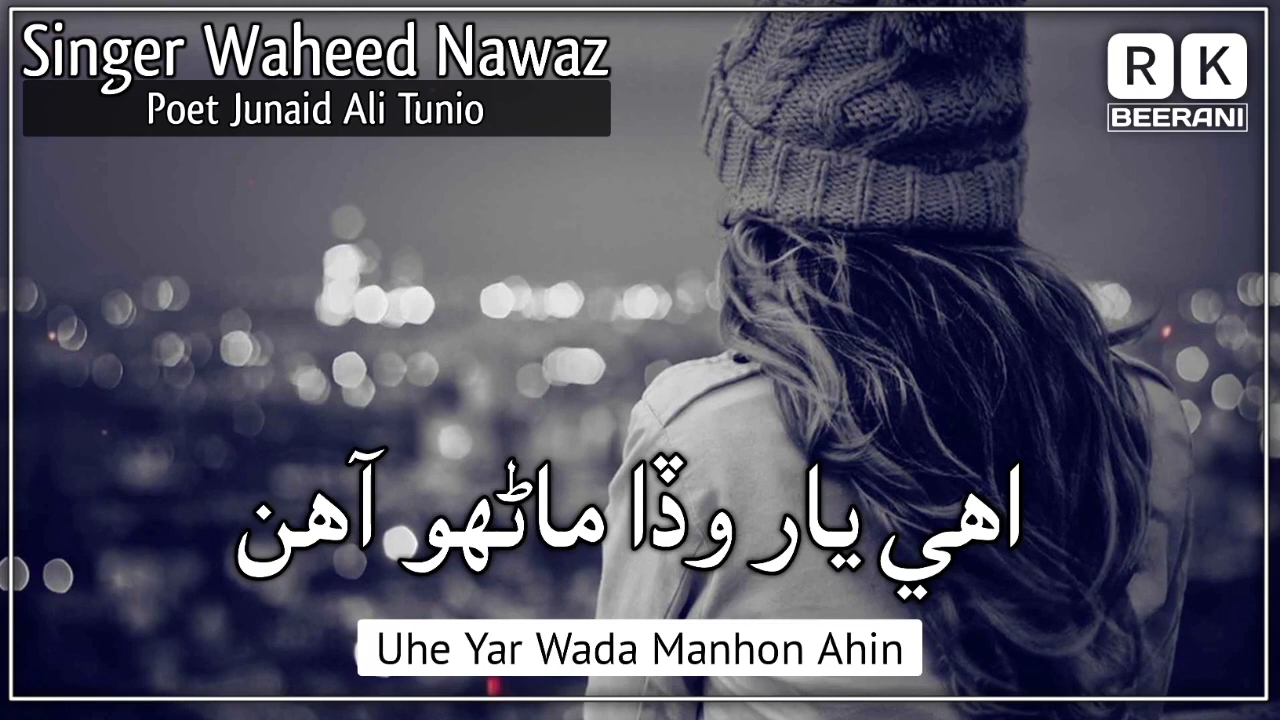 Singer Waheed Nawaz
Poet Junaid Ali Tunio
R K
BEERANI
اهي يار وڏا ماڻهو آهن
Uhe Yar Wada Manhon Ahin